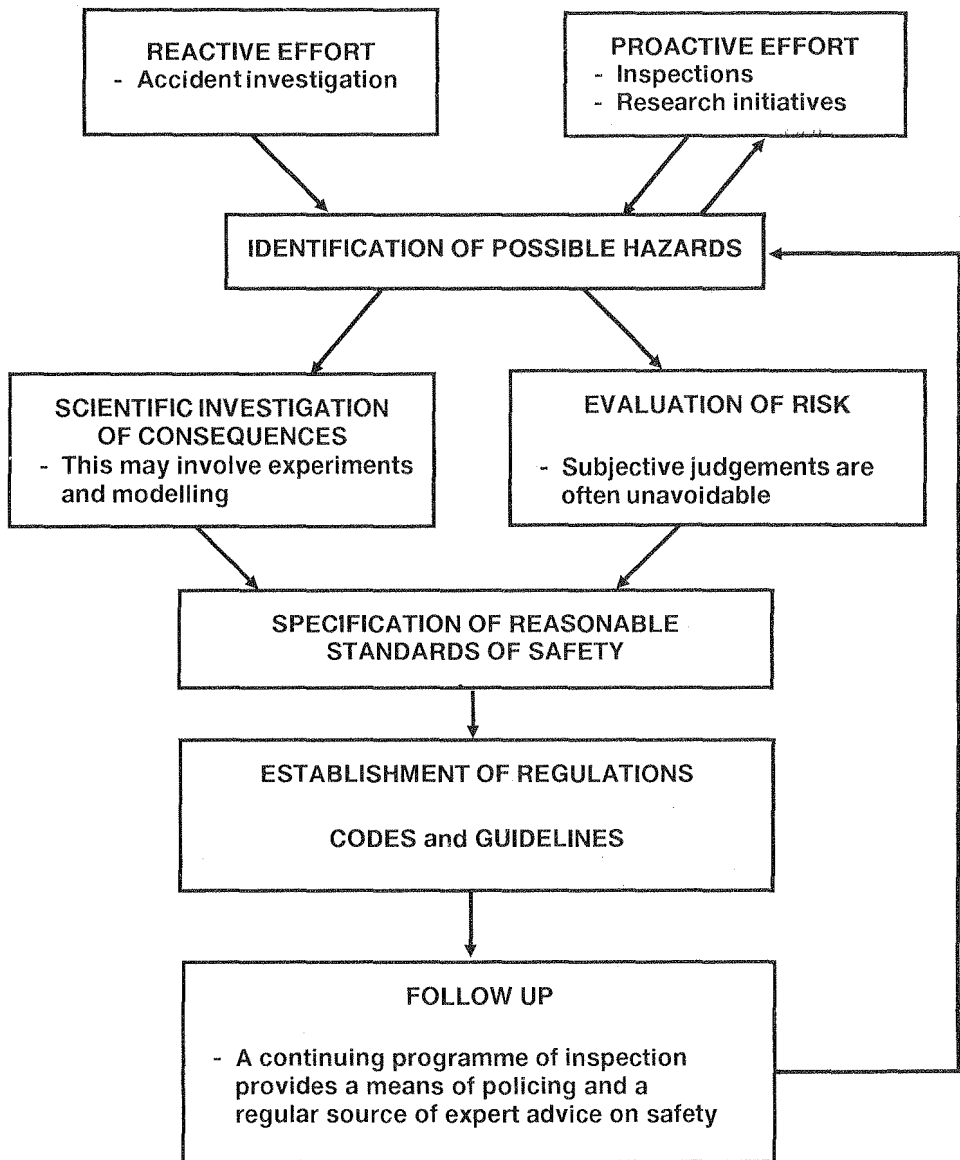 REACTIVE EFFORT
- Accident investigation
PROACTIVE EFFORT
- Inspections
- Research initiatives
IDENTIFICATION OF POSSIBLE HAZARDS
SCIENTIFIC INVESTIGATION
OF CONSEQUENCES
- This may involve experiments
and modelling
EVALUATION OF RISK
- Subjective judgements are
often unavoidable
SPECIFICATION OF REASONABLE
STANDARDS OF SAFETY
ESTABLISHMENT OF REGULATIONS
CODES and GUIDELINES
FOLLOW UP
- A continuing programme of inspection
provides a means of policing and a
regular source of expert advice on safety